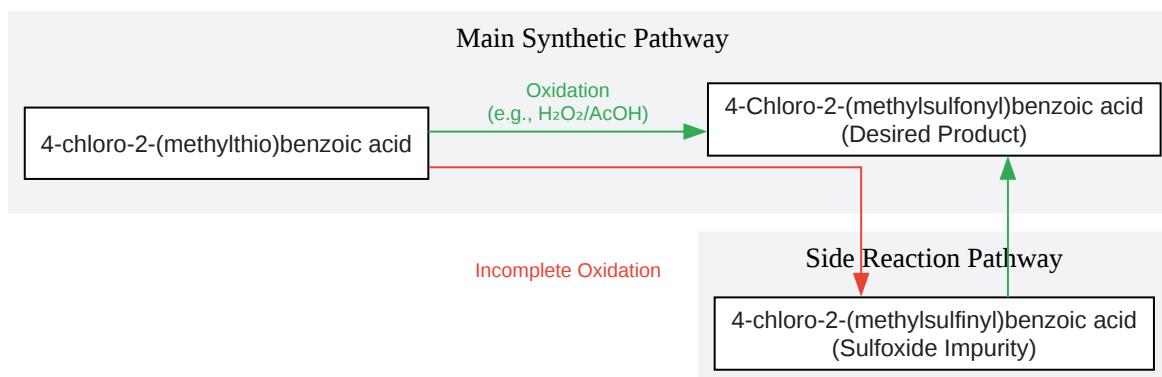 Main Synthetic Pathway
Oxidation
(e.g., H₂O₂/AcOH)
4-chloro-2-(methylthio)benzoic acid
4-Chloro-2-(methylsulfonyl)benzoic acid
(Desired Product)
Incomplete Oxidation
Side Reaction Pathway
4-chloro-2-(methylsulfinyl)benzoic acid
(Sulfoxide Impurity)